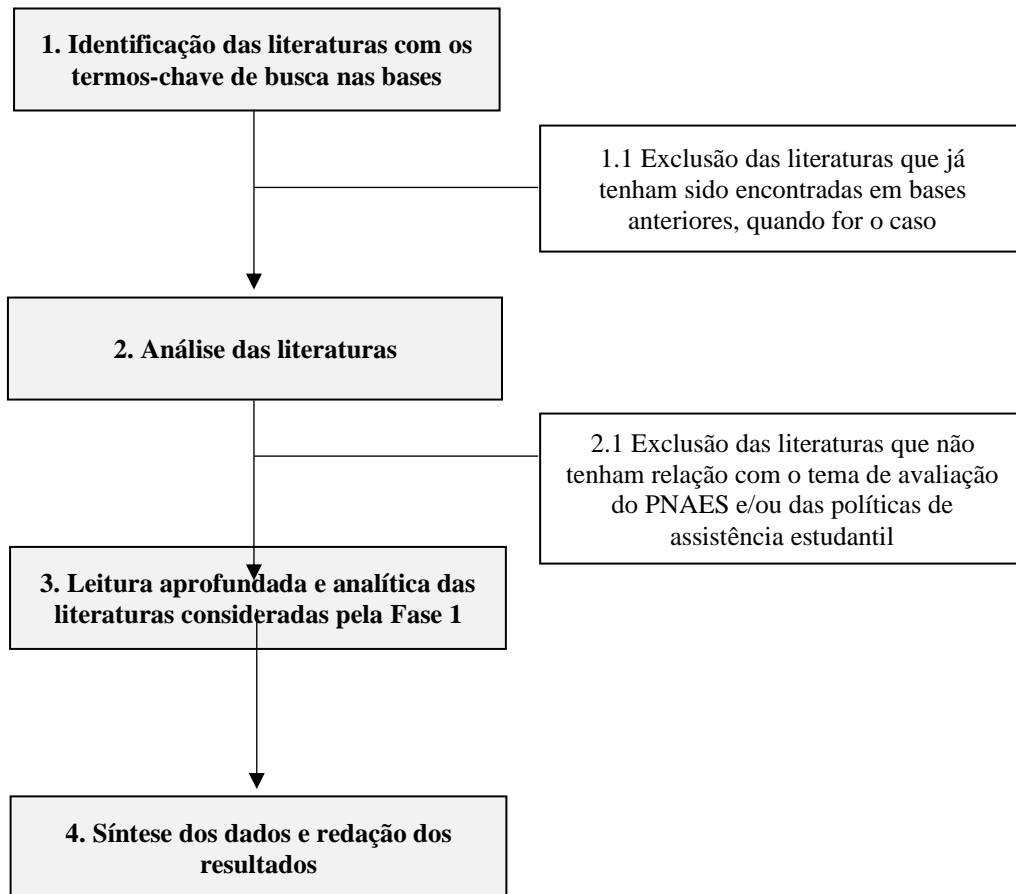 1. Identificação das literaturas com os
termos-chave de busca nas bases
1.1 Exclusão das literaturas que já
tenham sido encontradas em bases
anteriores, quando for o caso
2. Análise das literaturas
2.1 Exclusão das literaturas que não
tenham relação com o tema de avaliação
do PNAES e/ou das políticas de
assistência estudantil
3. Leitura aprofundada e analítica das
literaturas consideradas pela Fase 1
4. Síntese dos dados e redação dos
resultados